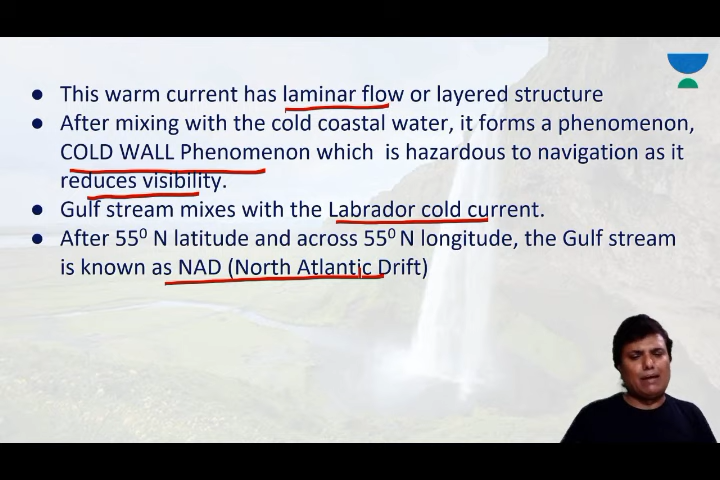 ● This warm current has laminar flow or layered structure
● After mixing with the cold coastal water, it forms a phenomenon,
COLD WALL Phenomenon which is hazardous to navigation as it
reduces visibility.
● Gulf stream mixes with the Labrador cold current.
● After 55⁰ N latitude and across 55⁰ N longitude, the Gulf stream
is known as NAD (North Atlantic Drift)